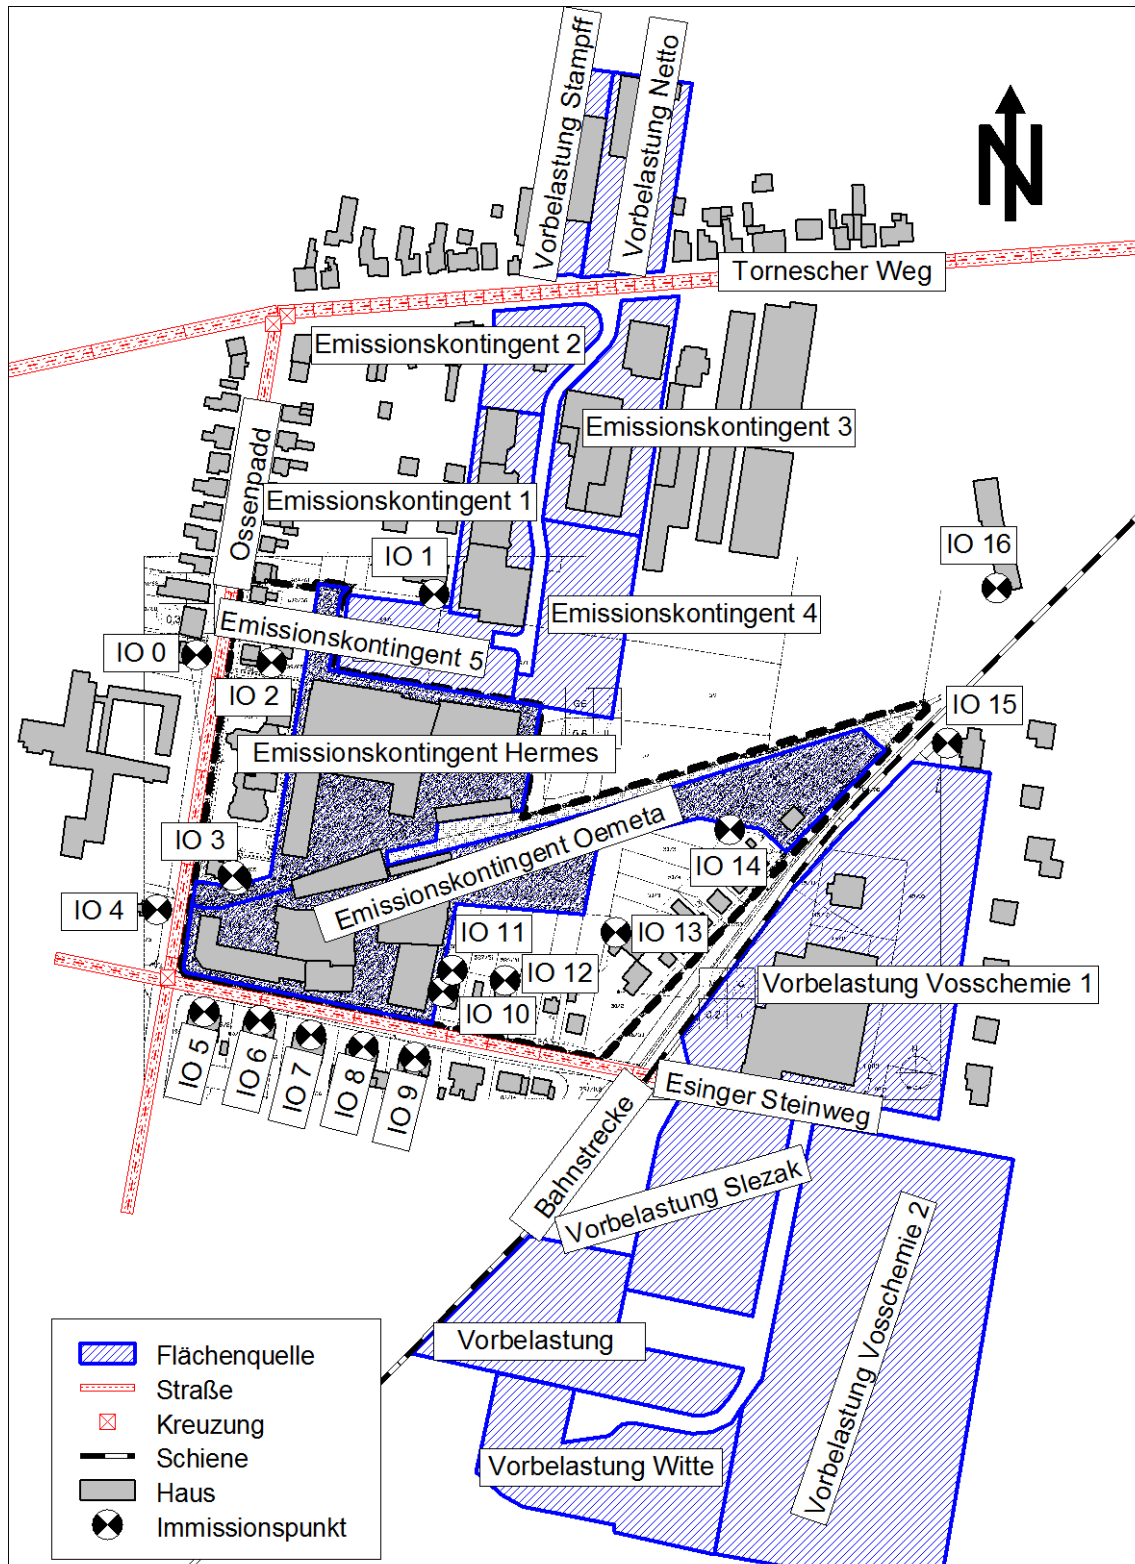 Vorbelastung Stampff
Vorbelastung Netto
N
Tornescher Weg
Emissionskontingent 2
Emissionskontingent 3
Ossenpadd
Emissionskontingent 1
IO 1
IO 16
Emissionskontingent 4
Emissionskontingent 5
IO 0
IO 2
IO 15
Emissionskontingent Hermes
Emissionskontingent Oemeta
IO 3
IO 14
IO 4
IO 11
IO 13
IO 12
Vorbelastung Vosschemie 1
IO 10
IO 5
IO 6
IO 7
IO 8
IO 9
Esinger Steinweg
Bahnstrecke
Vorbelastung Slezak
Vorbelastung Vosschemie 2
Vorbelastung
Vorbelastung Witte
Flächenquelle
Straße
Kreuzung
Schiene
Haus
Immissionspunkt